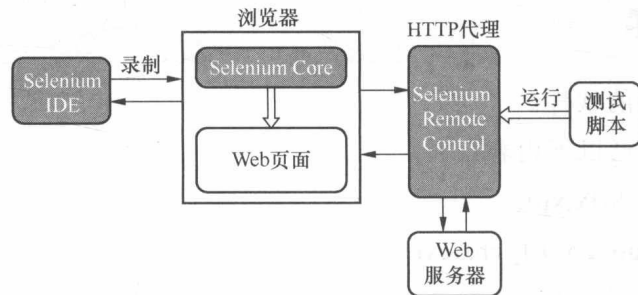 浏览器
HTTP代理
Selenium
IDE
录制
Selenium Core
Web页面
Selenium
Remote
Control
运行
测试
脚本
Web
服务器